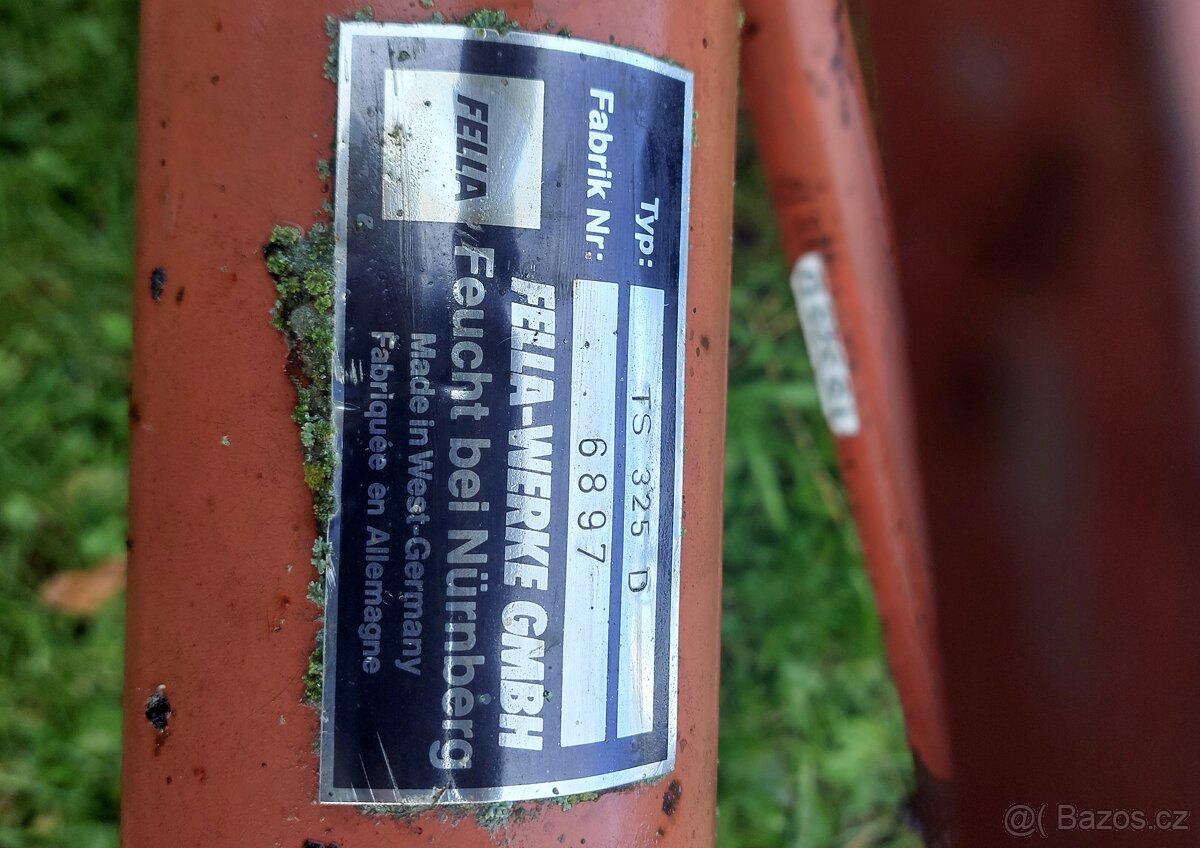 Typ: TS 325 D
Fabrik Nr.: 6897
FELLA-WERKE GMBH
FELLA
Feucht bei Nürnberg
Made in West-Germany
Fabriquée en Allemagne
@( Bazos.cz